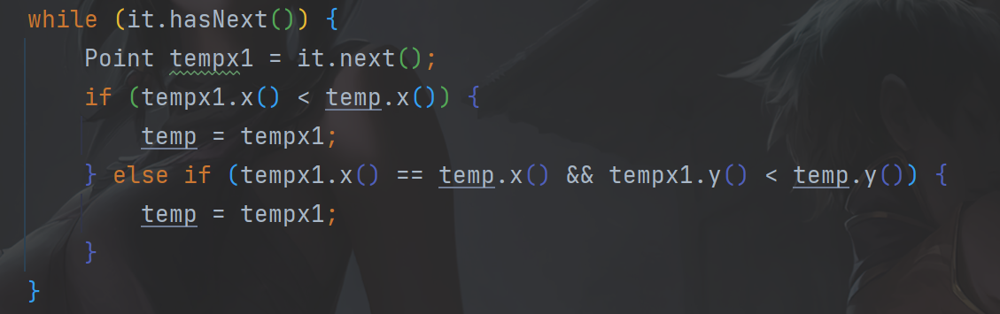 while (it.hasNext()) {
    Point tempx1 = it.next();
    if (tempx1.x() < temp.x()) {
        temp = tempx1;
    } else if (tempx1.x() == temp.x() && tempx1.y() < temp.y()) {
        temp = tempx1;
    }
}